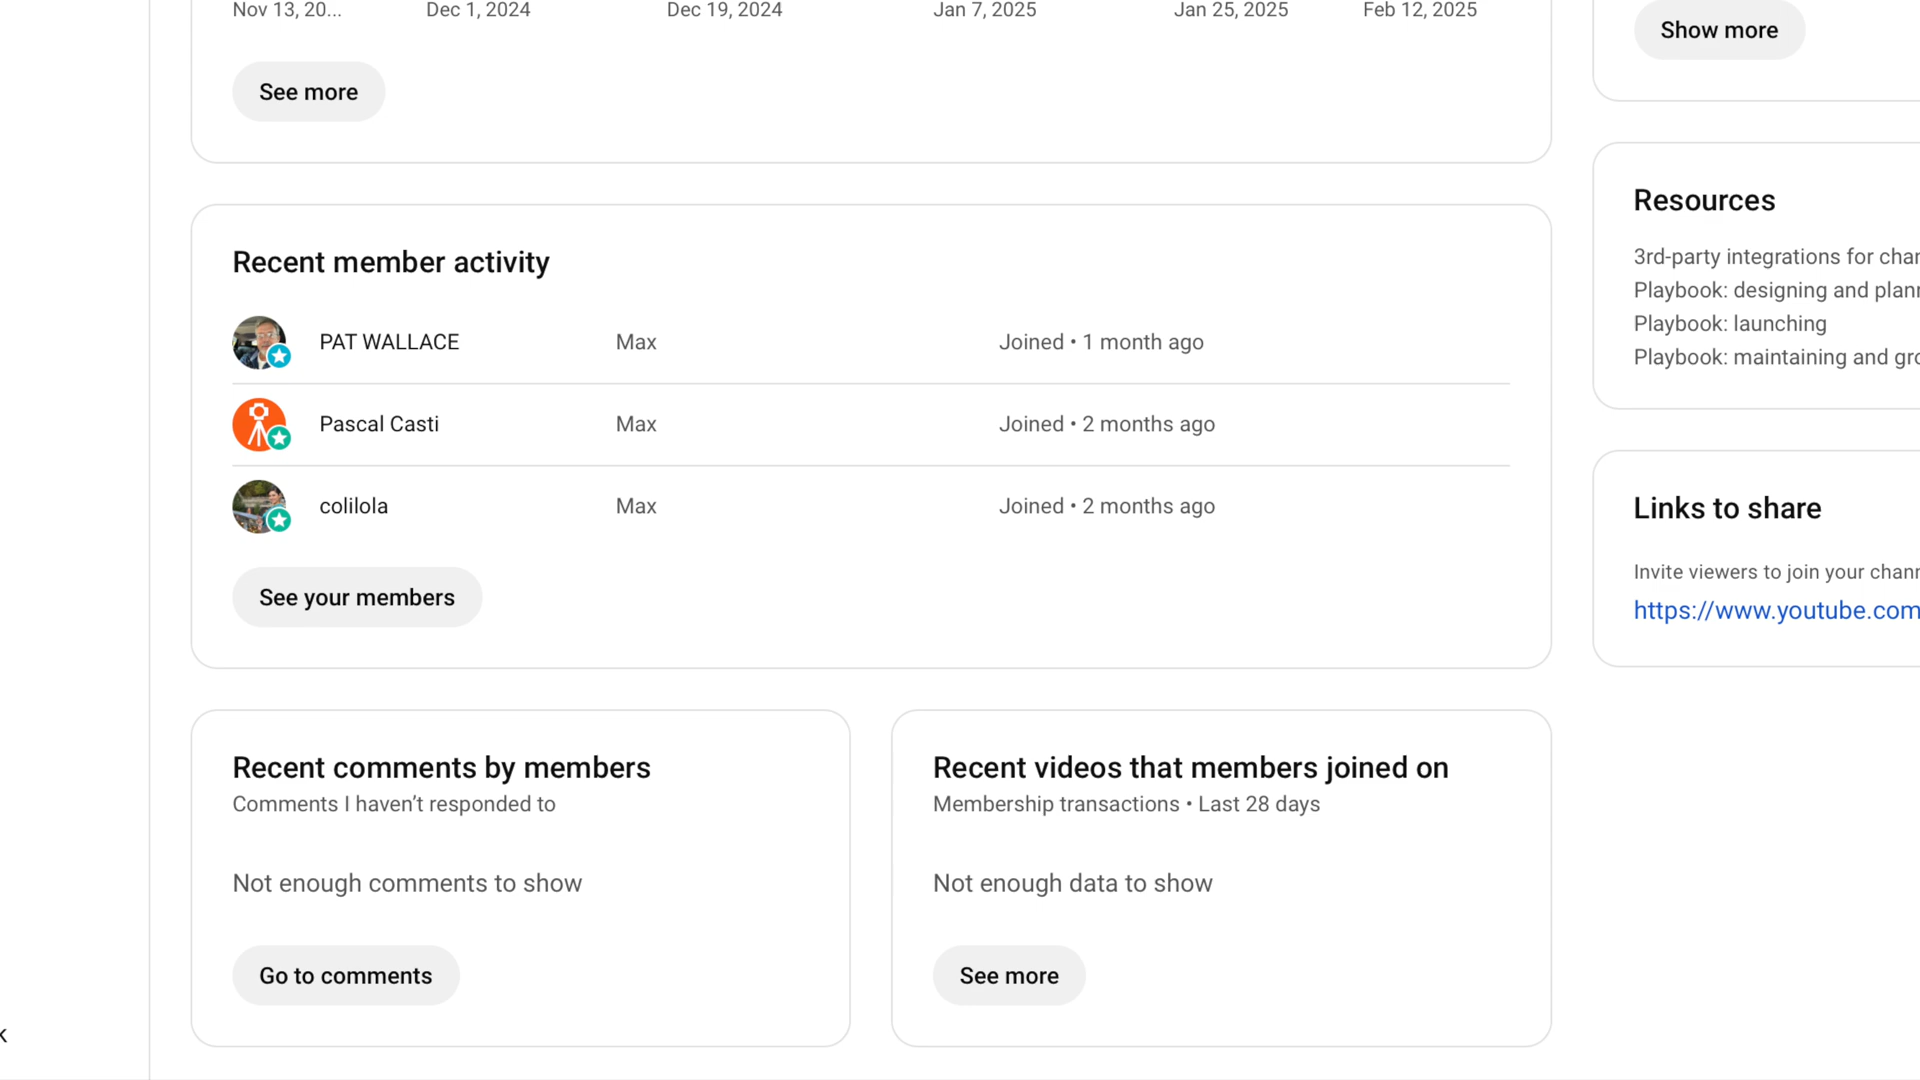 Nov 13, 20...
Dec 1, 2024
Dec 19, 2024
Jan 7, 2025
Jan 25, 2025
Feb 12, 2025
See more
Recent member activity
PAT WALLACE
Max
Joined • 1 month ago
Pascal Casti
Max
Joined • 2 months ago
colilola
Max
Joined • 2 months ago
See your members
Recent comments by members
Comments I haven’t responded to
Not enough comments to show
Go to comments
Recent videos that members joined on
Membership transactions • Last 28 days
Not enough data to show
See more
Show more
Resources
3rd-party integrations for
Playbook: designing and
Playbook: launching
Playbook: maintaining and
Links to share
Invite viewers to join your
https://www.youtube.com